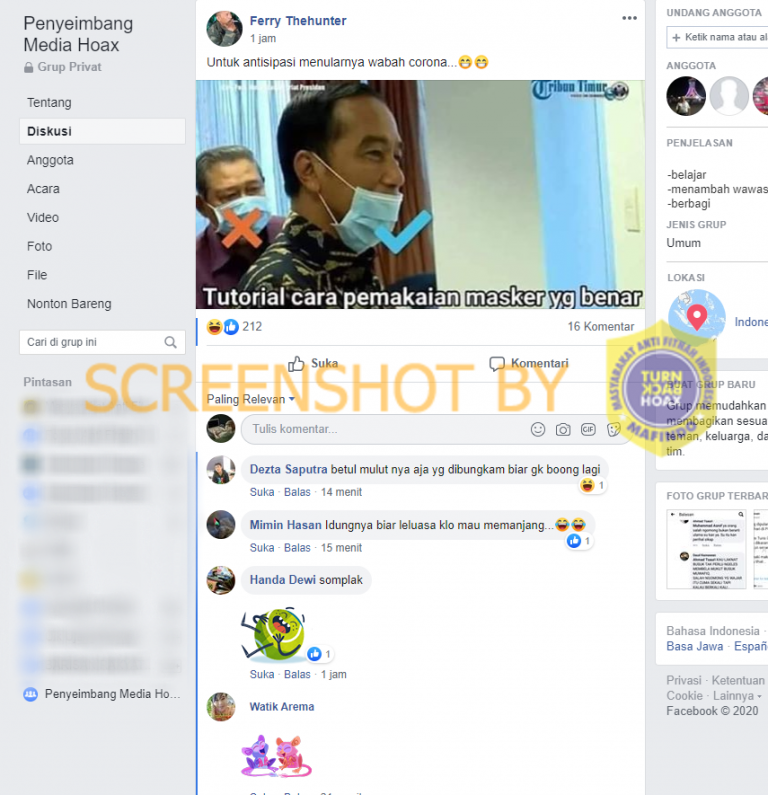 Penyeimbang
Media Hoax
Grup Privat
Tentang
Diskusi
Anggota
Acara
Video
Foto
File
Nonton Bareng
Cari di grup ini
Pintasan
Penyeimbang Media Ho...
Ferry Thehunter
1 jam
Untuk antisipasi menularnya wabah corona...
Tribun Timur
Tutorial cara pemakaian masker yg benar
212
16 Komentar
Suka
Komentari
SCREENSHOT BY
Paling Relevan
Tulis komentar...
GIF
Dezta Saputra betul mulut nya aja yg dibungkam biar gk boong lagi
1
Suka · Balas · 14 menit
Mimin Hasan Idungnya biar leluasa klo mau memanjang...
1
Suka · Balas · 15 menit
Handa Dewi somplak
1
Suka · Balas · 1 jam
Watik Arema
UNDANG ANGGOTA
+ Ketik nama atau al
ANGGOTA
PENJELASAN
-belajar
-menambah wawas
-berbagi
JENIS GRUP
Umum
LOKASI
Indone
MASYARAKAT ANTI FITNAH INDONESIA
TURN
BACK
HOAX
MAFINDO
BUAT GRUP BARU
Grup memudahkan
membagikan sesua
teman, keluarga, da
tim.
FOTO GRUP TERBAR
Bahasa Indonesia ·
Basa Jawa · Españ
Privasi · Ketentuan
Cookie · Lainnya
Facebook © 2020